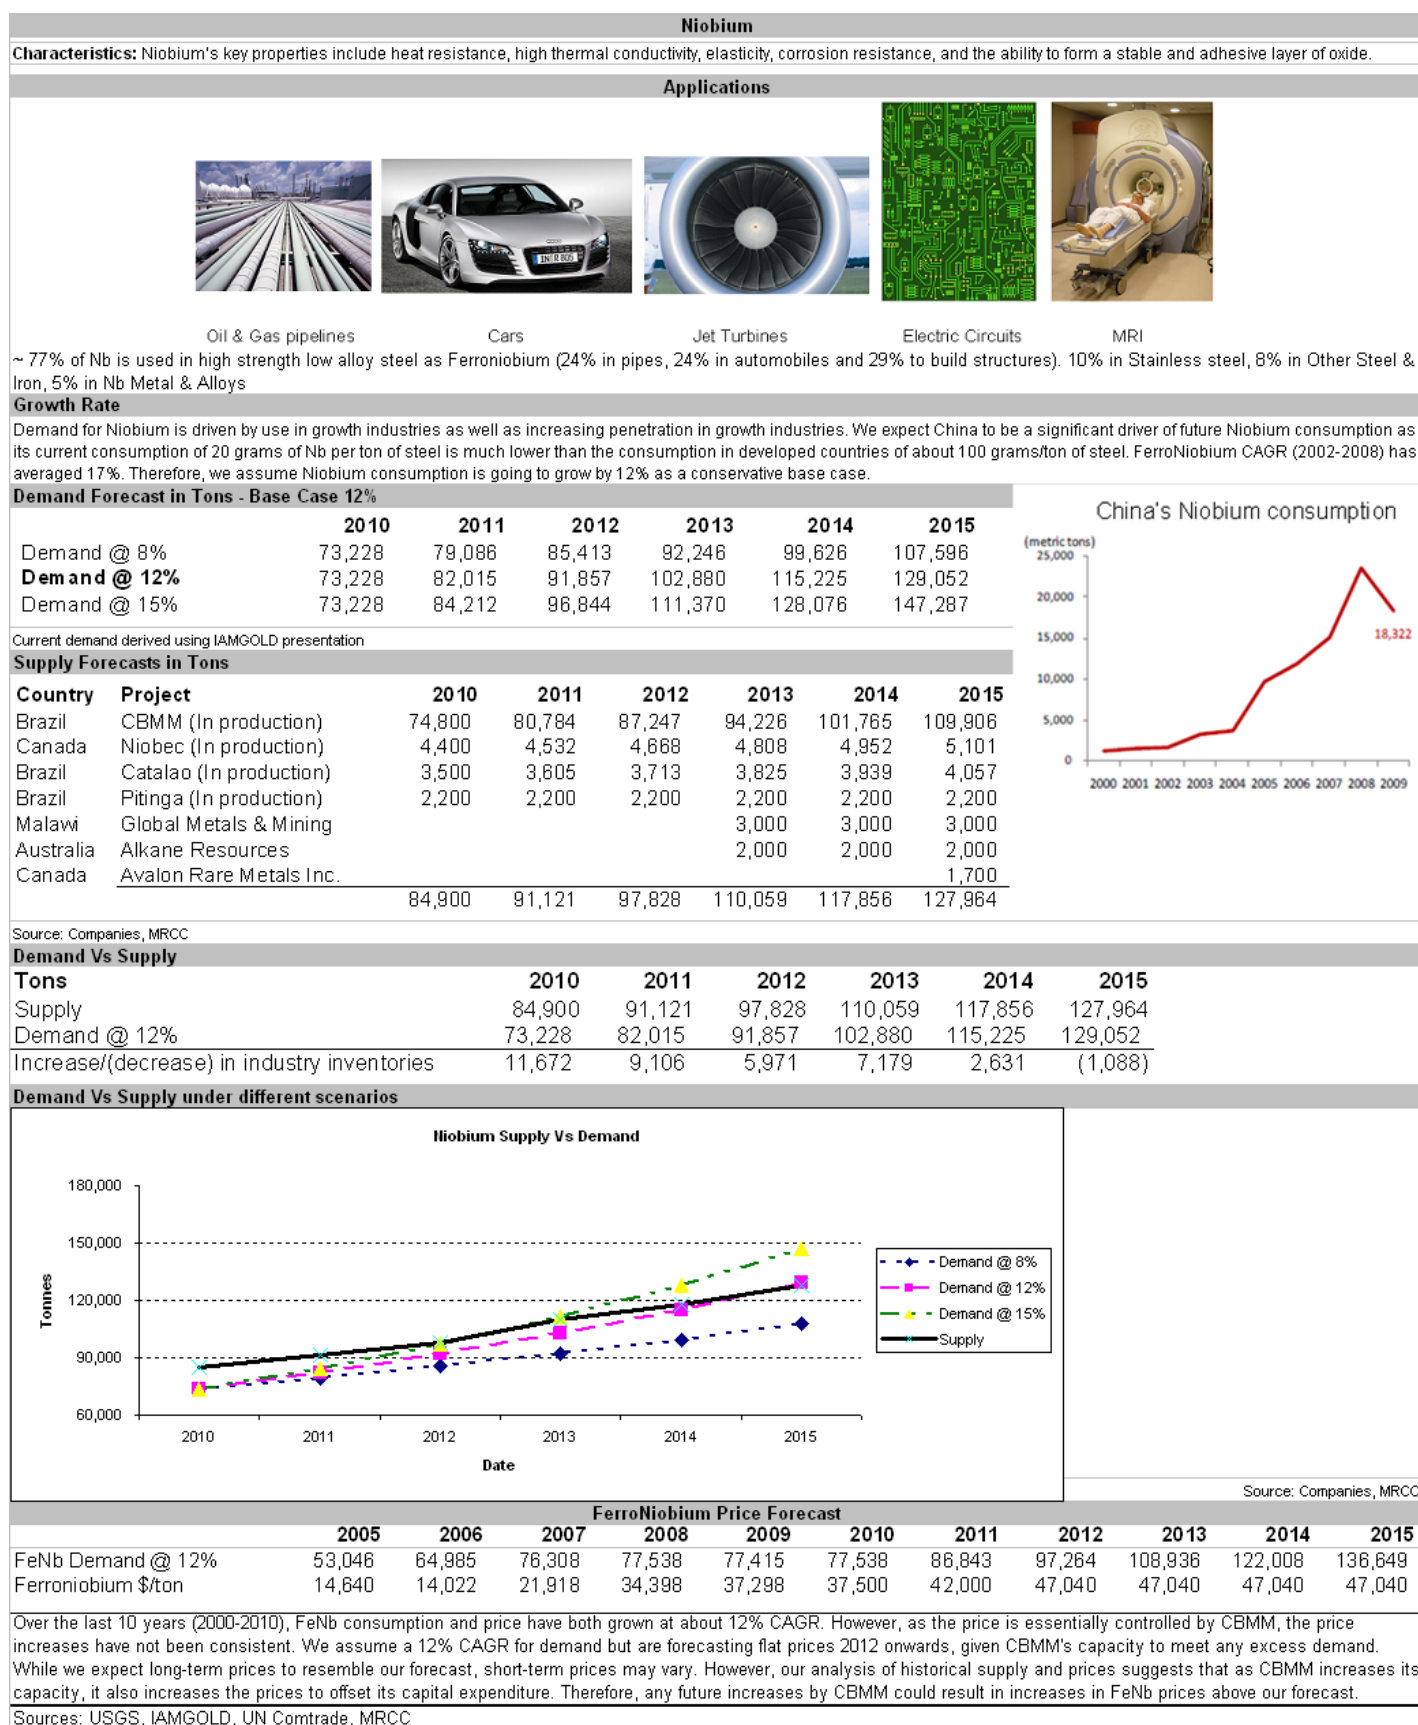 Niobium
Characteristics: Niobium's key properties include heat resistance, high thermal conductivity, elasticity, corrosion resistance, and the ability to form a stable and adhesive layer of oxide.
Applications
IN R 805
Oil & Gas pipelines Cars Jet Turbines Electric Circuits MRI
~ 77% of Nb is used in high strength low alloy steel as Ferroniobium (24% in pipes, 24% in automobiles and 29% to build structures). 10% in Stainless steel, 8% in Other Steel &
Iron, 5% in Nb Metal & Alloys
Growth Rate
Demand for Niobium is driven by use in growth industries as well as increasing penetration in growth industries. We expect China to be a significant driver of future Niobium consumption as
its current consumption of 20 grams of Nb per ton of steel is much lower than the consumption in developed countries of about 100 grams/ton of steel. FerroNiobium CAGR (2002-2008) has
averaged 17%. Therefore, we assume Niobium consumption is going to grow by 12% as a conservative base case.
Demand Forecast in Tons - Base Case 12%
2010 2011 2012 2013 2014 2015
Demand @ 8% 73,228 79,086 85,413 92,246 99,626 107,596
Demand @ 12% 73,228 82,015 91,857 102,880 115,225 129,052
Demand @ 15% 73,228 84,212 96,844 111,370 128,076 147,287
Current demand derived using IAMGOLD presentation
China's Niobium consumption
(metric tons)
25,000
20,000
15,000
10,000
5,000
0
18,322
2000 2001 2002 2003 2004 2005 2006 2007 2008 2009
Supply Forecasts in Tons
Country Project 2010 2011 2012 2013 2014 2015
Brazil CBMM (In production) 74,800 80,784 87,247 94,226 101,765 109,906
Canada Niobec (In production) 4,400 4,532 4,668 4,808 4,952 5,101
Brazil Catalao (In production) 3,500 3,605 3,713 3,825 3,939 4,057
Brazil Pitinga (In production) 2,200 2,200 2,200 2,200 2,200 2,200
Malawi Global Metals & Mining 3,000 3,000 3,000
Australia Alkane Resources 2,000 2,000 2,000
Canada Avalon Rare Metals Inc. 1,700
84,900 91,121 97,828 110,059 117,856 127,964
Source: Companies, MRCC
Demand Vs Supply
Tons 2010 2011 2012 2013 2014 2015
Supply 84,900 91,121 97,828 110,059 117,856 127,964
Demand @ 12% 73,228 82,015 91,857 102,880 115,225 129,052
Increase/(decrease) in industry inventories 11,672 9,106 5,971 7,179 2,631 (1,088)
Demand Vs Supply under different scenarios
Niobium Supply Vs Demand
180,000
150,000
120,000
90,000
60,000
Tonnes
2010 2011 2012 2013 2014 2015
Date
Demand @ 8%
Demand @ 12%
Demand @ 15%
Supply
Source: Companies, MRCC
FerroNiobium Price Forecast
2005 2006 2007 2008 2009 2010 2011 2012 2013 2014 2015
FeNb Demand @ 12% 53,046 64,985 76,308 77,538 77,415 77,538 86,843 97,264 108,936 122,008 136,649
Ferroniobium $/ton 14,640 14,022 21,918 34,398 37,298 37,500 42,000 47,040 47,040 47,040 47,040
Over the last 10 years (2000-2010), FeNb consumption and price have both grown at about 12% CAGR. However, as the price is essentially controlled by CBMM, the price
increases have not been consistent. We assume a 12% CAGR for demand but are forecasting flat prices 2012 onwards, given CBMM's capacity to meet any excess demand.
While we expect long-term prices to resemble our forecast, short-term prices may vary. However, our analysis of historical supply and prices suggests that as CBMM increases its
capacity, it also increases the prices to offset its capital expenditure. Therefore, any future increases by CBMM could result in increases in FeNb prices above our forecast.
Sources: USGS, IAMGOLD, UN Comtrade, MRCC